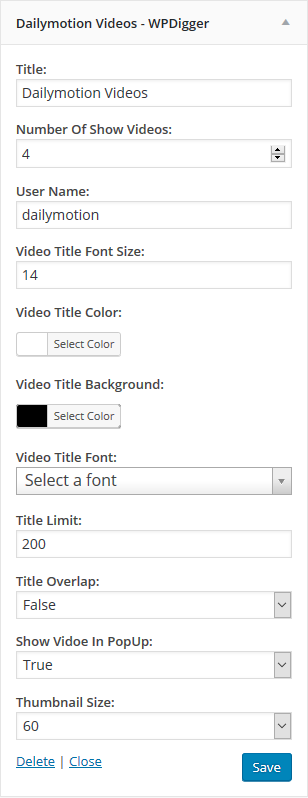 Dailymotion Videos - WPDigger
Title:
Dailymotion Videos
Number Of Show Videos:
4
User Name:
dailymotion
Video Title Font Size:
14
Video Title Color:
Select Color
Video Title Background:
Select Color
Video Title Font:
Select a font
Title Limit:
200
Title Overlap:
False
Show Vidoe In PopUp:
True
Thumbnail Size:
60
Delete | Close Save